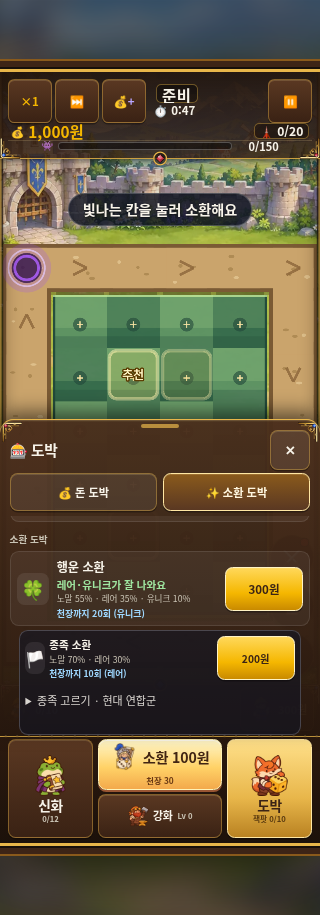 ×1
준비
0:47
1,000원
0/20
0/150
빛나는 칸을 눌러 소환해요
추천
도박
×
돈 도박
소환 도박
소환 도박
행운 소환
레어·유니크가 잘 나와요
노말 55% · 레어 35% · 유니크 10%
천장까지 20회 (유니크)
300원
종족 소환
노말 70% · 레어 30%
천장까지 10회 (레어)
200원
▶ 종족 고르기 · 현대 연합군
신화
0/12
소환 100원
천장 30
강화 Lv 0
도박
잭팟 0/10